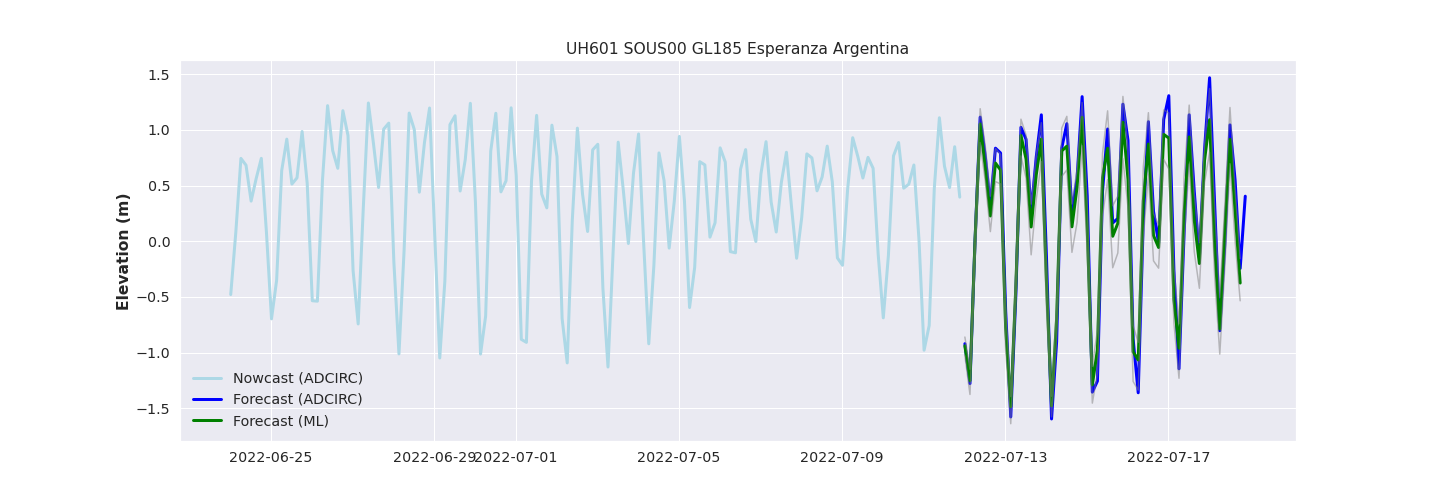 UH601 SOUS00 GL185 Esperanza Argentina
Elevation (m)
1.5
1.0
0.5
0.0
−0.5
−1.0
−1.5
Nowcast (ADCIRC)
Forecast (ADCIRC)
Forecast (ML)
2022-06-25 2022-06-29 2022-07-01 2022-07-05 2022-07-09 2022-07-13 2022-07-17